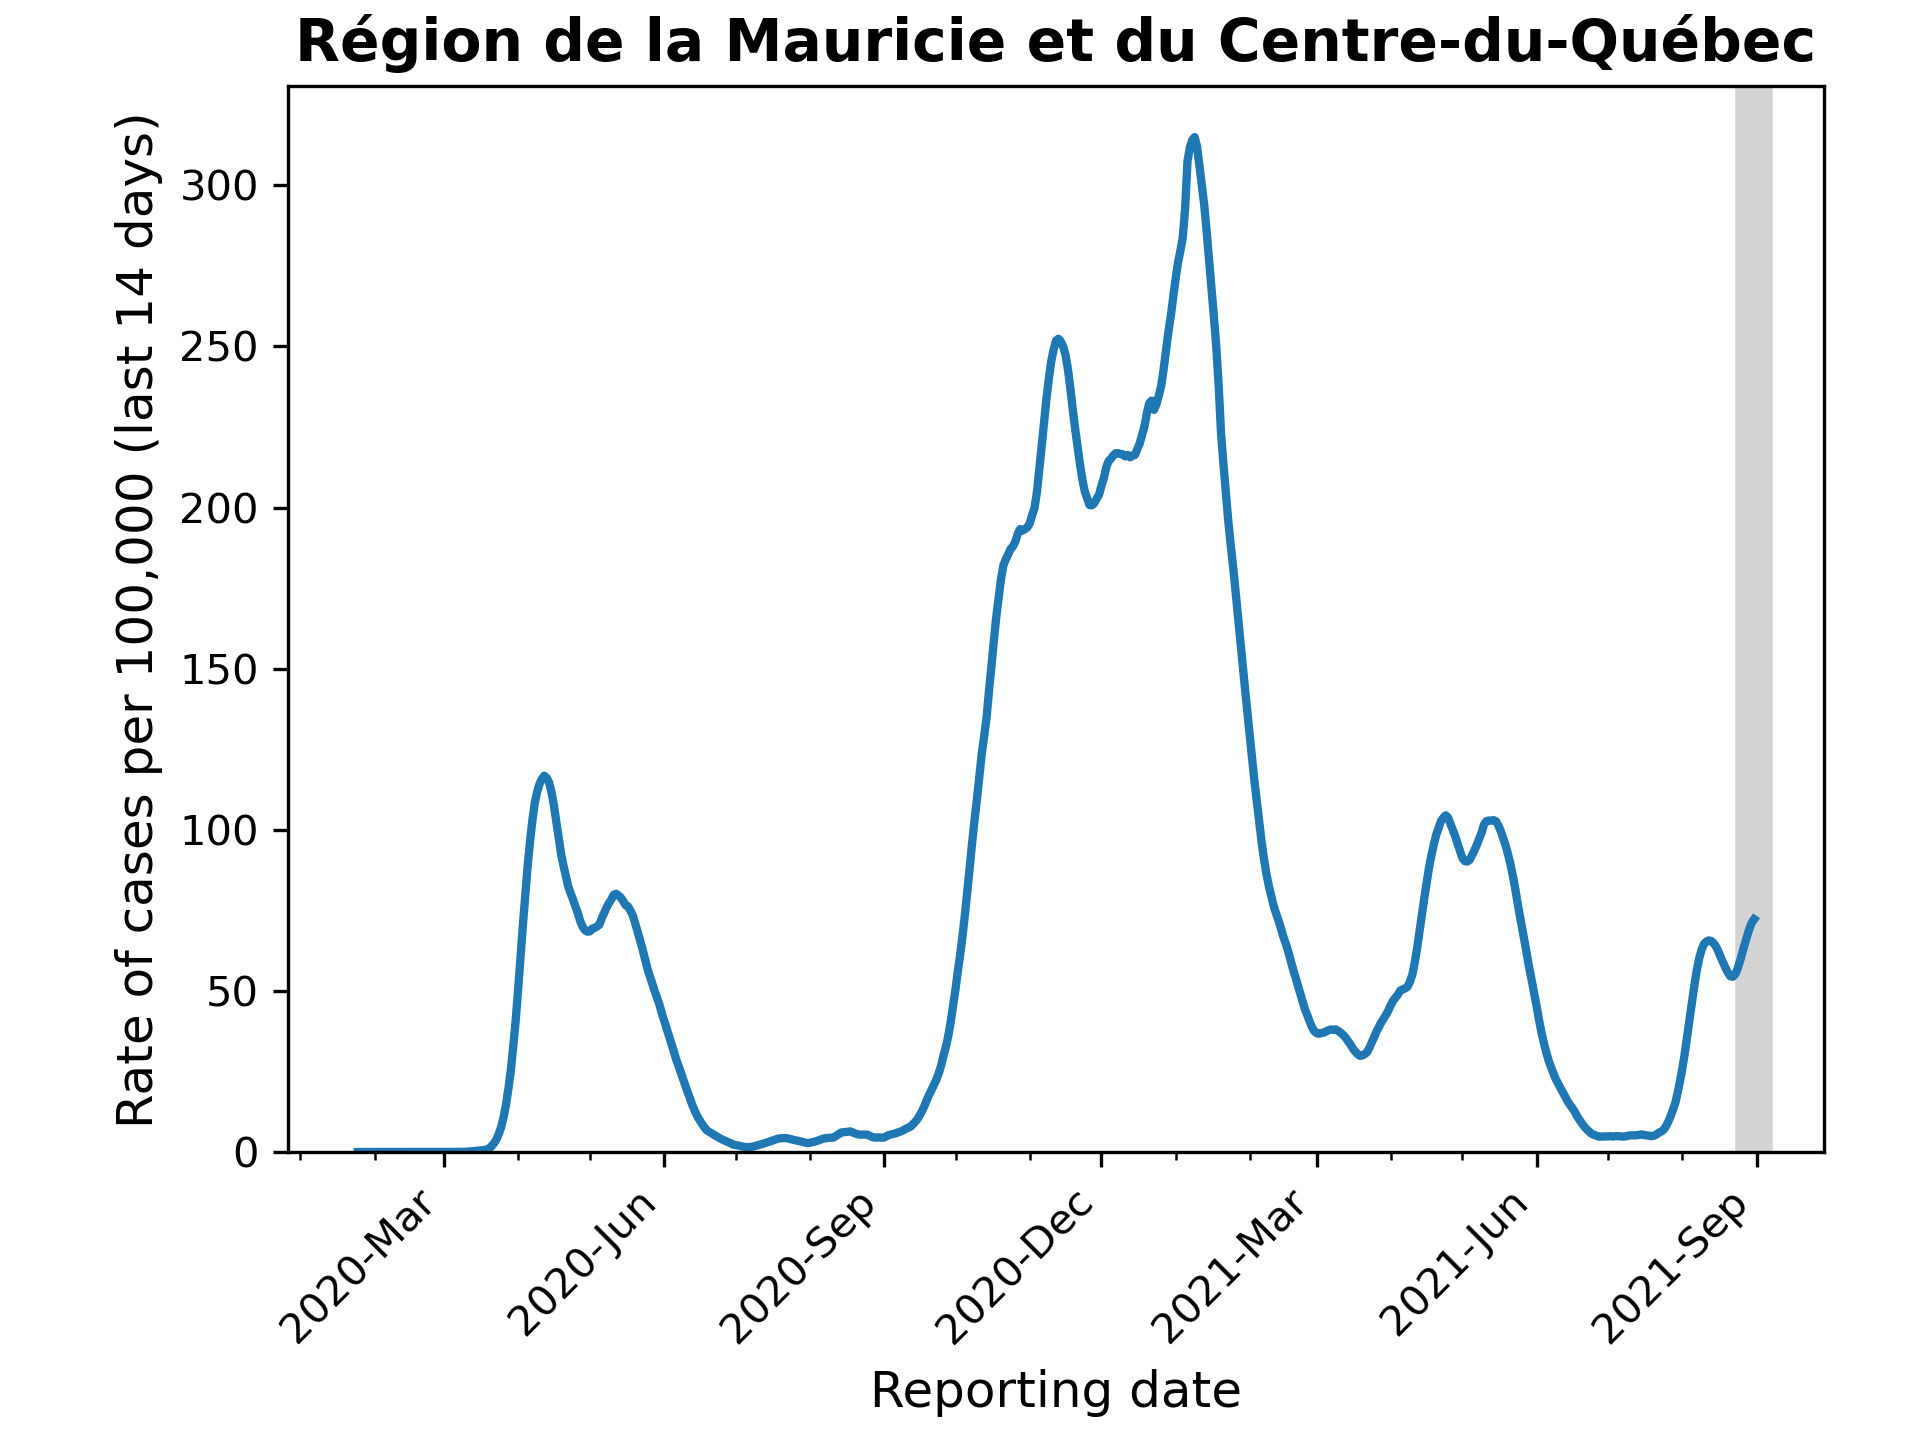 Région de la Mauricie et du Centre-du-Québec
Rate of cases per 100,000 (last 14 days)
300
250
200
150
100
50
0
2020-Mar
2020-Jun
2020-Sep
2020-Dec
2021-Mar
2021-Jun
2021-Sep
Reporting date